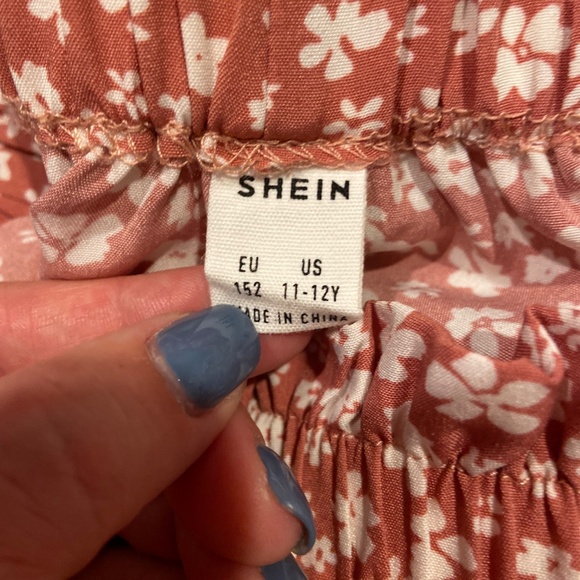 SHEIN
EU US
152 11-12Y
MADE IN CHINA